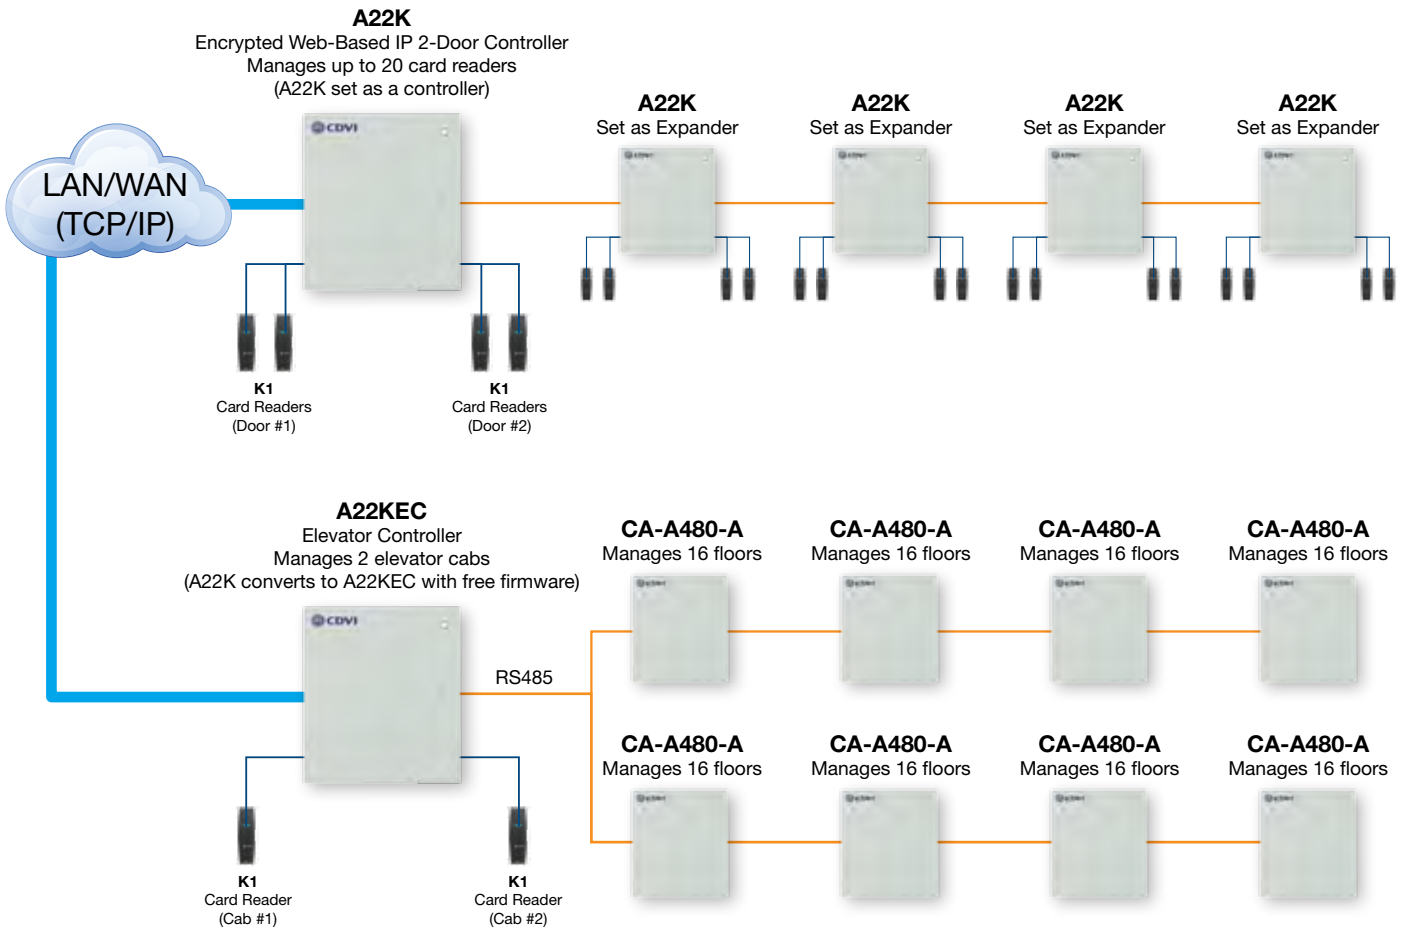 A22K
Encrypted Web-Based IP 2-Door Controller
Manages up to 20 card readers
(A22K set as a controller)
CDVI
LAN/WAN
(TCP/IP)
A22K
Set as Expander
A22K
Set as Expander
A22K
Set as Expander
A22K
Set as Expander
K1
Card Readers
(Door #1)
K1
Card Readers
(Door #2)
A22KEC
Elevator Controller
Manages 2 elevator cabs
(A22K converts to A22KEC with free firmware)
CDVI
RS485
CA-A480-A
Manages 16 floors
CA-A480-A
Manages 16 floors
CA-A480-A
Manages 16 floors
CA-A480-A
Manages 16 floors
CA-A480-A
Manages 16 floors
CA-A480-A
Manages 16 floors
CA-A480-A
Manages 16 floors
CA-A480-A
Manages 16 floors
K1
Card Reader
(Cab #1)
K1
Card Reader
(Cab #2)